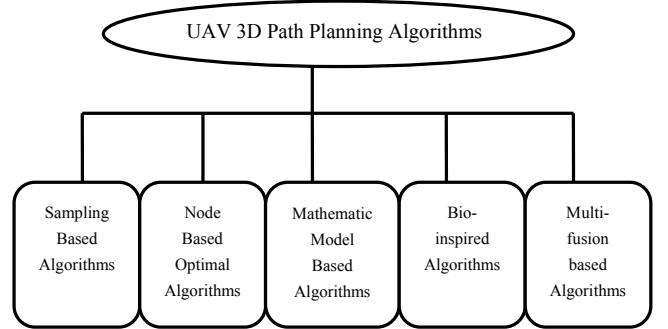 UAV 3D Path Planning Algorithms
Sampling
Based
Algorithms
Node
Based
Optimal
Algorithms
Mathematic
Model
Based
Algorithms
Bio-
inspired
Algorithms
Multi-
fusion
based
Algorithms